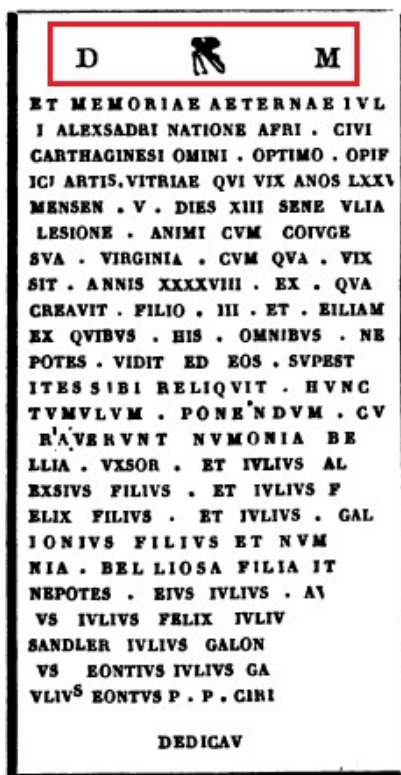 D M
ET MEMORIAE AETERNAE IVL
I ALEXSADRI NATIONE AFRI . CIVI
CARTHAGINESI OMINI . OPTIMO . OPIF
ICI ARTIS.VITRIAE QVI VIX ANOS LXXV
MENSEN . V . DIES XIII SENE VLIA
LESIONE . ANIMI CVM COIVGE
SVA . VIRGINIA . CVM QVA . VIX
SIT . ANNIS XXXXVIII . EX . QVA
CREAVIT . FILIO . III . ET . EILIAM
EX QVIBVS . HIS . OMNIBVS . NE
POTES . VIDIT ED EOS . SVPEST
ITES SIBI RELIQVIT . HVNC
TVMVLVM . PONE'NDVM . CV
R'A'VERVNT NVMONIA BE
LLIA . VXSOR . ET IVLIVS AL
EXSIVS FILIVS . ET IVLIVS F
ELIX FILIVS . ET IVLIVS . GAL
IONIVS FILIVS ET NVM
NIA . BEL LIOSA FILIA IT
NEPOTES . EIVS IVLIVS . AV
VS IVLIVS FELIX IVLIV
SANDLER IVLIVS GALON
VS EONTIVS IVLIVS GA
VLIVS EONTVS P . P . CIRI
DEDICAV